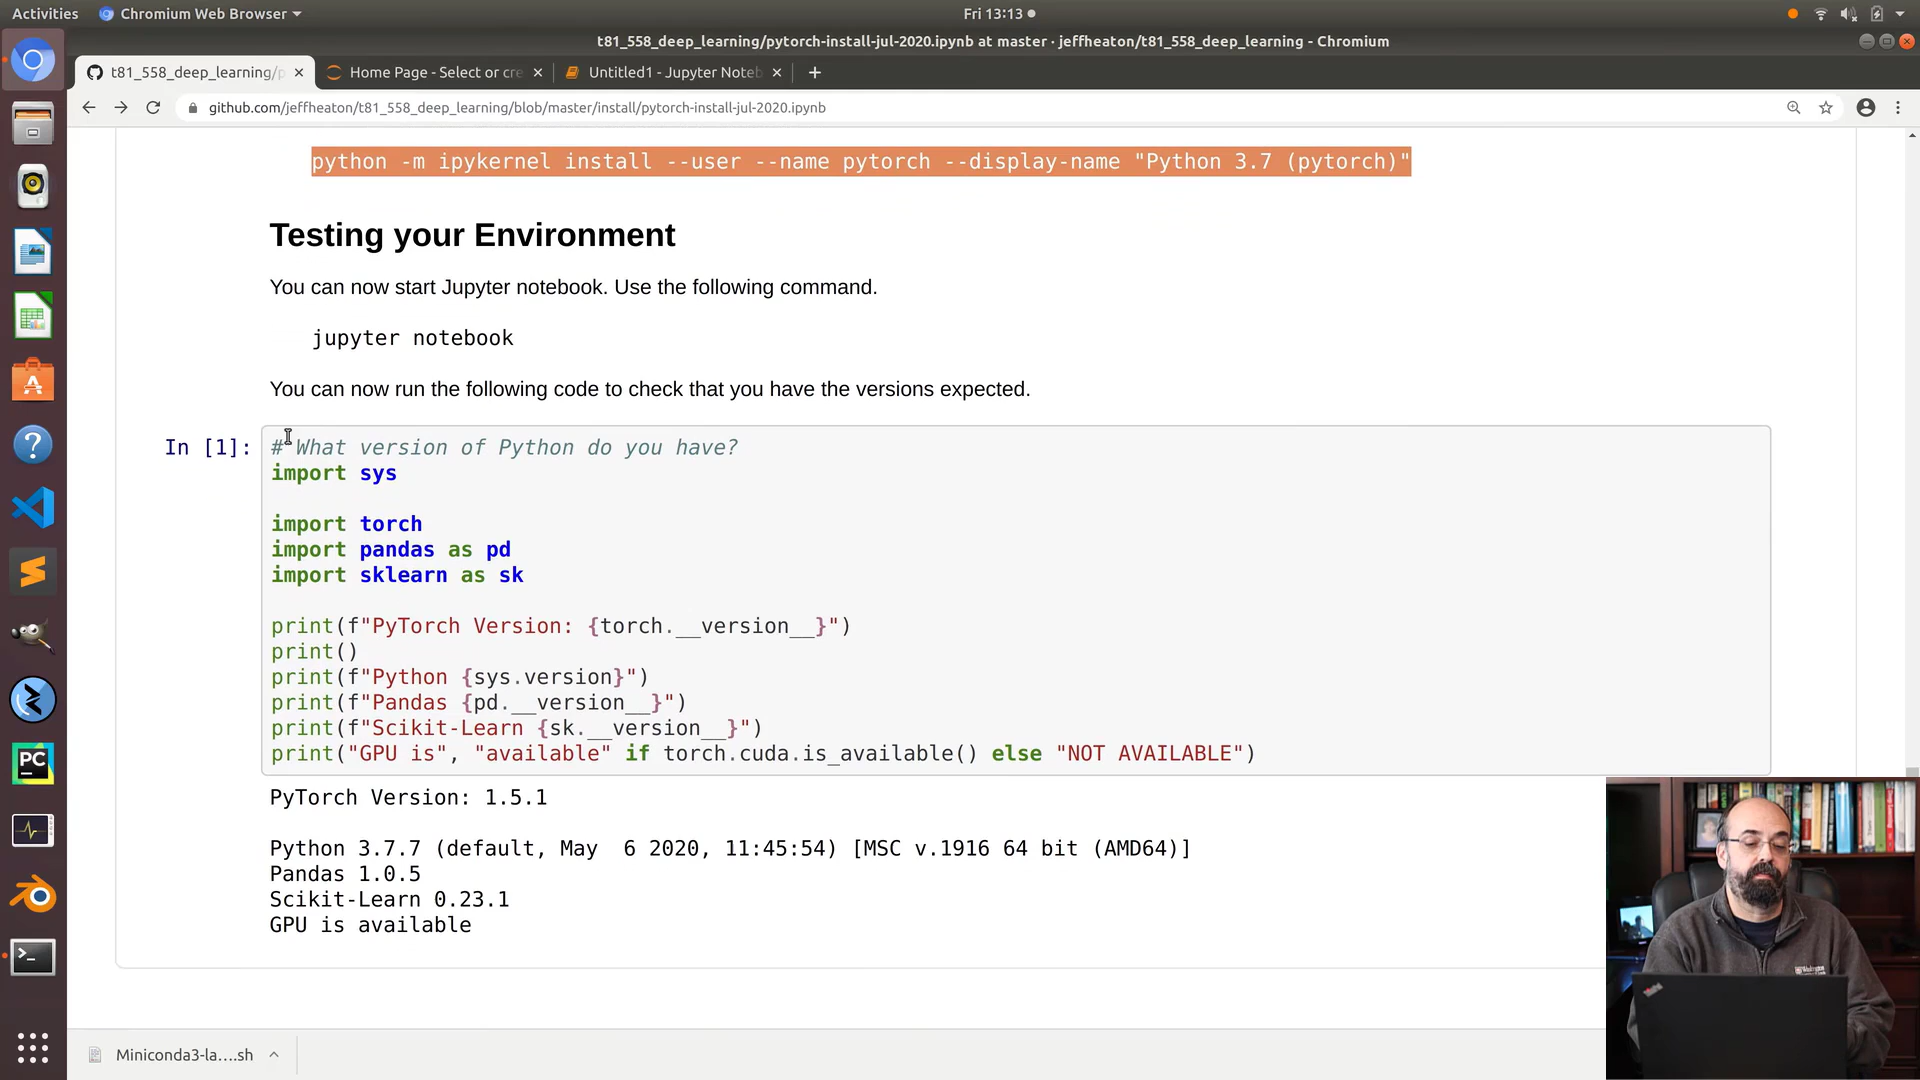 Activities
Chromium Web Browser
Fri 13:13
t81_558_deep_learning/pytorch-install-jul-2020.ipynb at master · jeffheaton/t81_558_deep_learning - Chromium
t81_558_deep_learning/p
Home Page - Select or cre
Untitled1 - Jupyter Noteb
github.com/jeffheaton/t81_558_deep_learning/blob/master/install/pytorch-install-jul-2020.ipynb
python -m ipykernel install --user --name pytorch --display-name "Python 3.7 (pytorch)"
Testing your Environment
You can now start Jupyter notebook. Use the following command.
jupyter notebook
You can now run the following code to check that you have the versions expected.
In [1]:
# What version of Python do you have?
import sys
import torch
import pandas as pd
import sklearn as sk
print(f"PyTorch Version: {torch.__version__}")
print()
print(f"Python {sys.version}")
print(f"Pandas {pd.__version__}")
print(f"Scikit-Learn {sk.__version__}")
print("GPU is", "available" if torch.cuda.is_available() else "NOT AVAILABLE")
PyTorch Version: 1.5.1
Python 3.7.7 (default, May  6 2020, 11:45:54) [MSC v.1916 64 bit (AMD64)]
Pandas 1.0.5
Scikit-Learn 0.23.1
GPU is available
PC
Miniconda3-la....sh